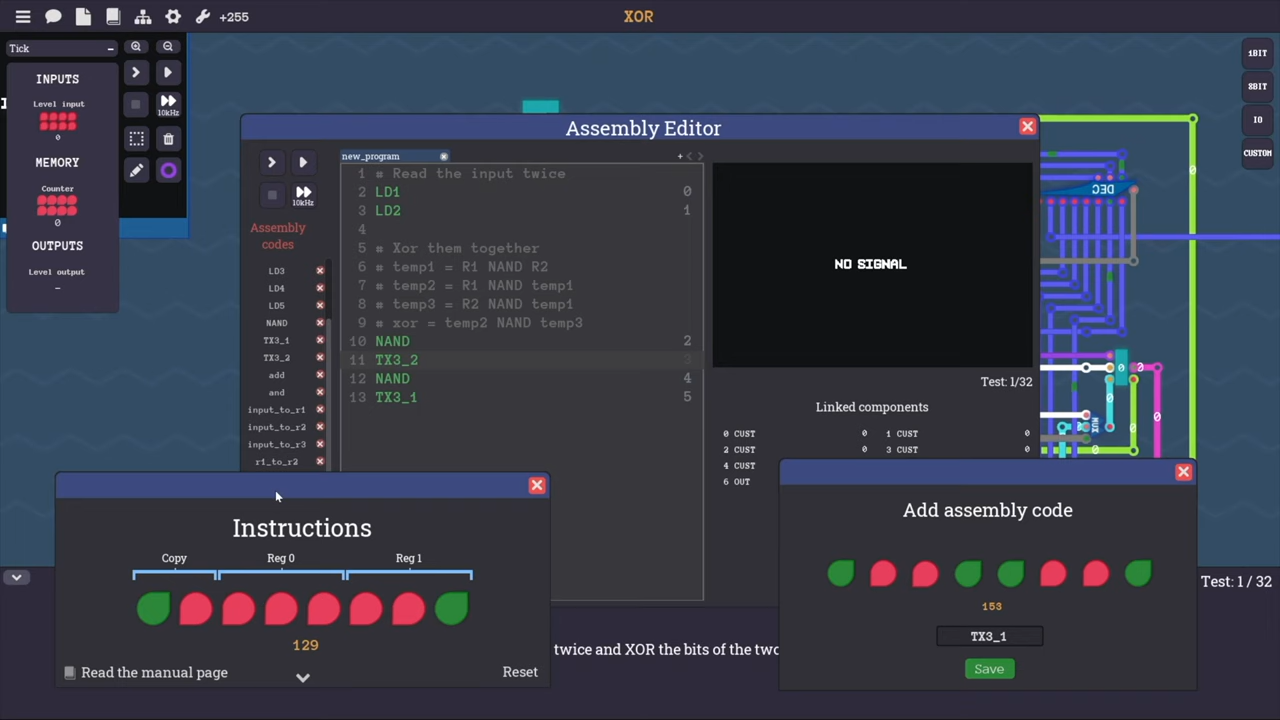 +255
XOR
Tick
10kHz
INPUTS
Level input
0
MEMORY
Counter
0
OUTPUTS
Level output
–
1BIT
8BIT
IO
CUSTOM
Assembly Editor
10kHz
Assembly
codes
LD3
LD4
LD5
NAND
TX3_1
TX3_2
add
and
input_to_r1
input_to_r2
input_to_r3
r1_to_r2
new_program
1 # Read the input twice
2 LD1 0
3 LD2 1
4
5 # Xor them together
6 # temp1 = R1 NAND R2
7 # temp2 = R1 NAND temp1
8 # temp3 = R2 NAND temp1
9 # xor = temp2 NAND temp3
10 NAND 2
11 TX3_2 3
12 NAND 4
13 TX3_1 5
NO SIGNAL
Test: 1/32
Linked components
0 CUST 0 1 CUST 0
2 CUST 0 3 CUST 0
4 CUST
6 OUT
DEC
0
0
0
0
0
0
MUX
0
Instructions
Copy Reg 0 Reg 1
129
Read the manual page
Reset
Add assembly code
153
TX3_1
Save
Test: 1 / 32
twice and XOR the bits of the two